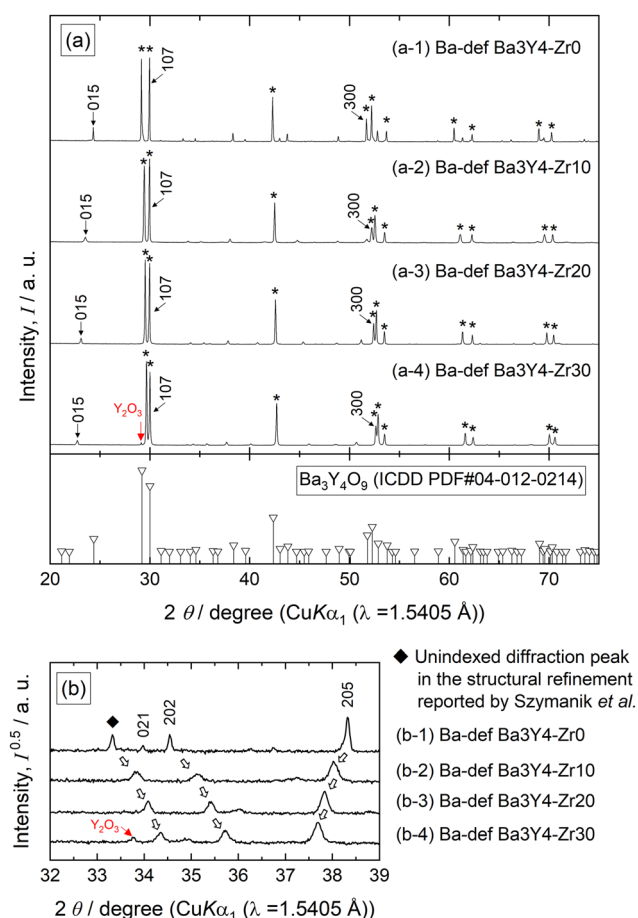 (a)
(a-1) Ba-def Ba3Y4-Zr0
* *
107
015
*
300
* *
*
*
*
* *
(a-2) Ba-def Ba3Y4-Zr10
*
*
107
015
*
300
*
*
*
* *
* *
(a-3) Ba-def Ba3Y4-Zr20
*
*
107
015
*
300
*
*
*
* *
* *
(a-4) Ba-def Ba3Y4-Zr30
*
*
107
015
Y₂O₃
*
300
*
*
*
* *
* *
Ba₃Y₄O₉ (ICDD PDF#04-012-0214)
Intensity, I / a. u.
20 30 40 50 60 70
2 θ / degree (CuKα₁ (λ =1.5405 Å))
(b)
◆
021
202
205
Y₂O₃
Intensity, I⁰·⁵ / a. u.
32 33 34 35 36 37 38 39
2 θ / degree (CuKα₁ (λ =1.5405 Å))
◆ Unindexed diffraction peak
in the structural refinement
reported by Szymanik et al.
(b-1) Ba-def Ba3Y4-Zr0
(b-2) Ba-def Ba3Y4-Zr10
(b-3) Ba-def Ba3Y4-Zr20
(b-4) Ba-def Ba3Y4-Zr30